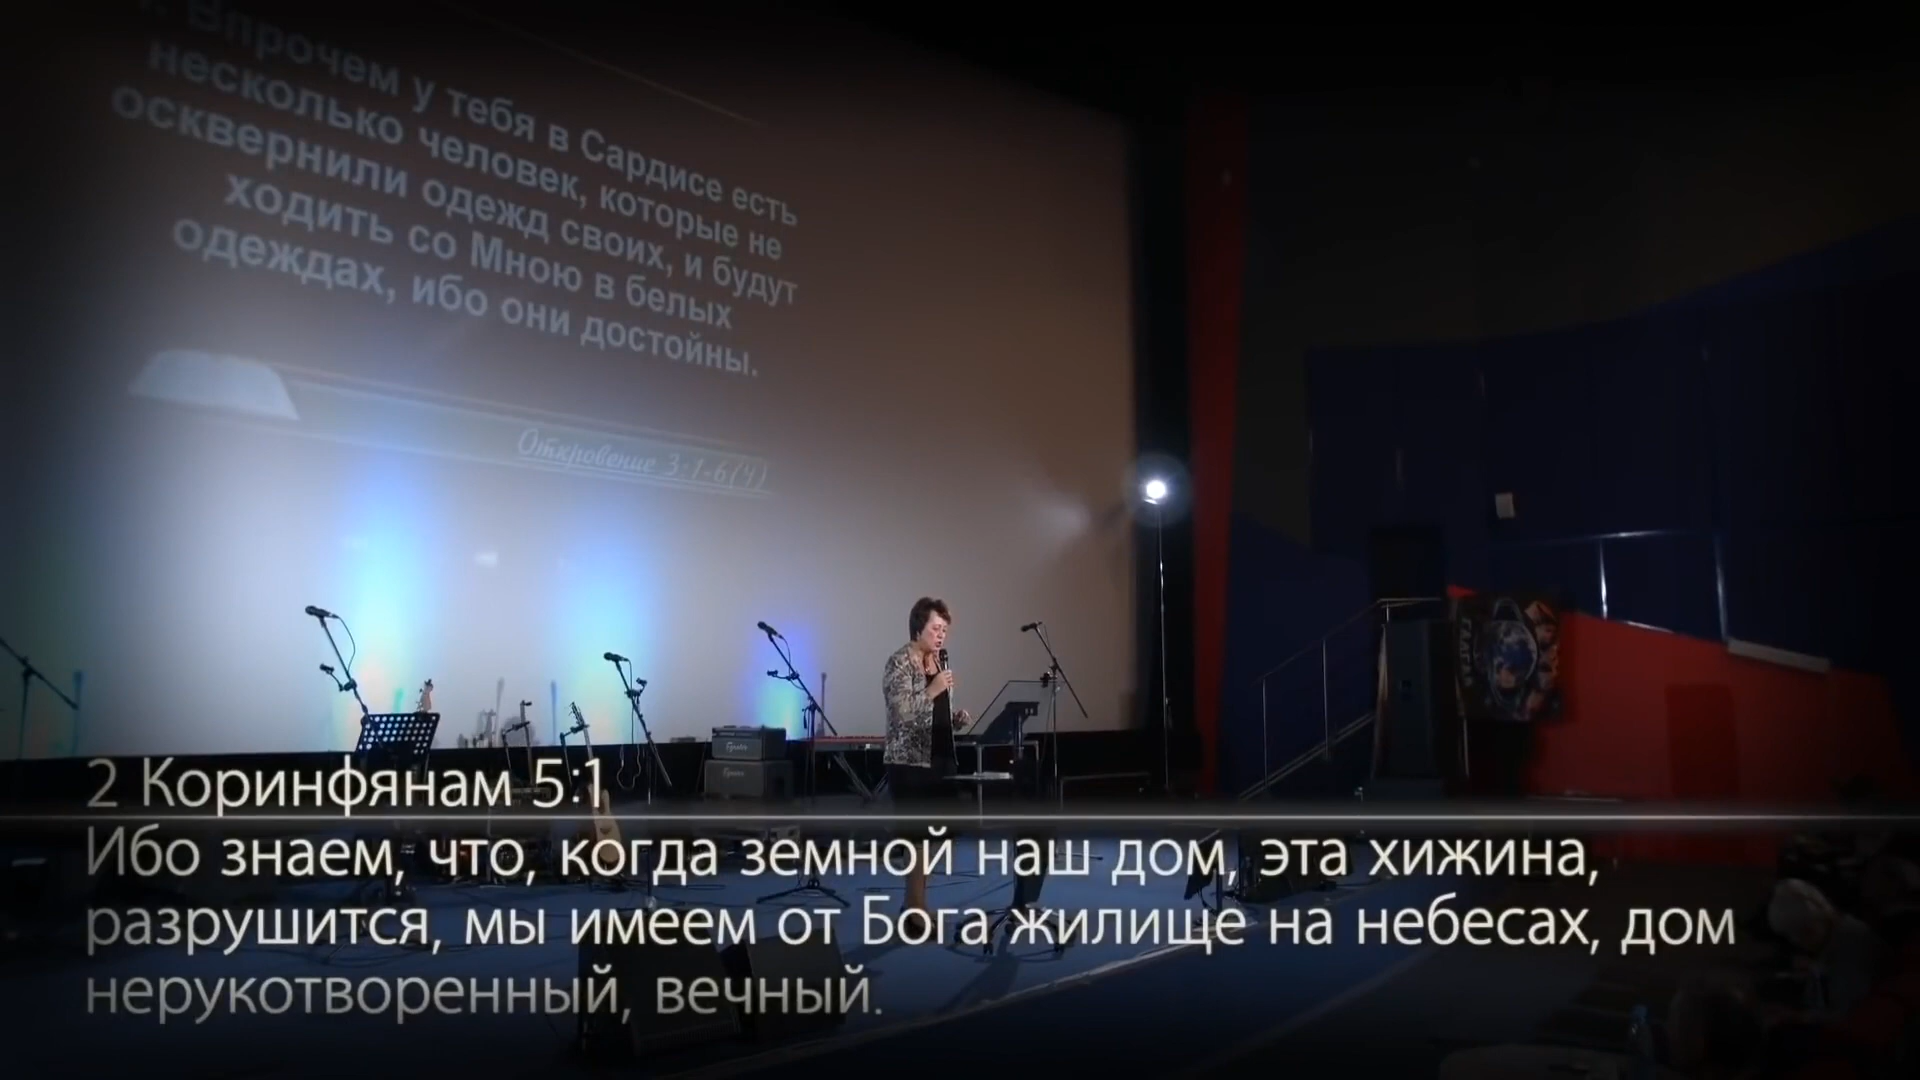 Впрочем у тебя в Сардисе есть
несколько человек, которые не
осквернили одежд своих, и будут
ходить со Мною в белых
одеждах, ибо они достойны.
Откровение 3:1-6(4)
2 Коринфянам 5:1
Ибо знаем, что, когда земной наш дом, эта хижина,
разрушится, мы имеем от Бога жилище на небесах, дом
нерукотворенный, вечный.